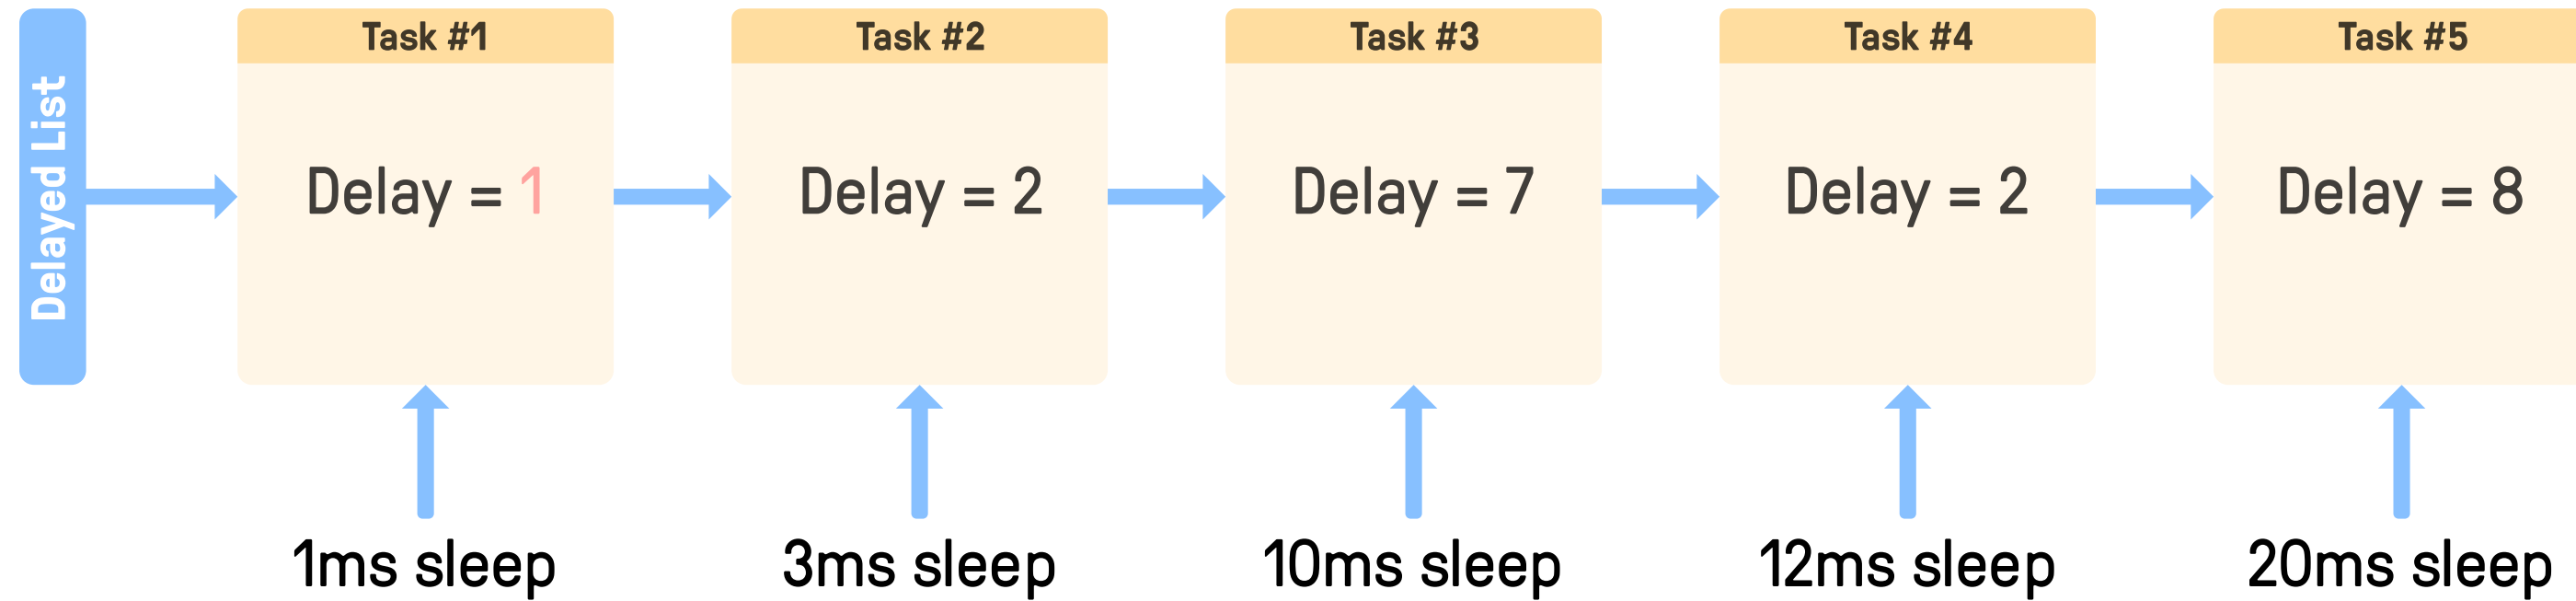 Delayed List
Task #1
Delay = 1
1ms sleep
Task #2
Delay = 2
3ms sleep
Task #3
Delay = 7
10ms sleep
Task #4
Delay = 2
12ms sleep
Task #5
Delay = 8
20ms sleep